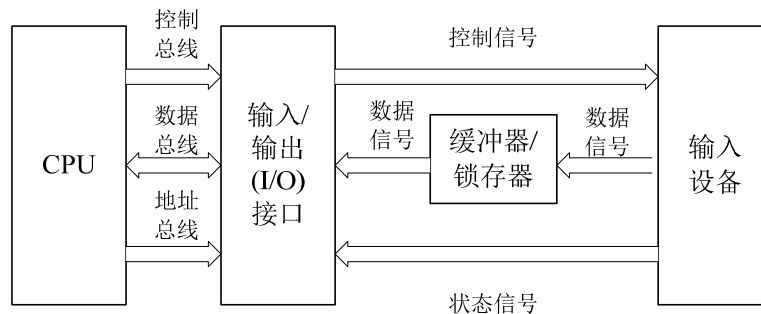 控制
总线
控制信号
CPU
数据
总线
输入/
输出
(I/O)
接口
数据
信号
缓冲器/
锁存器
数据
信号
输入
设备
地址
总线
状态信号